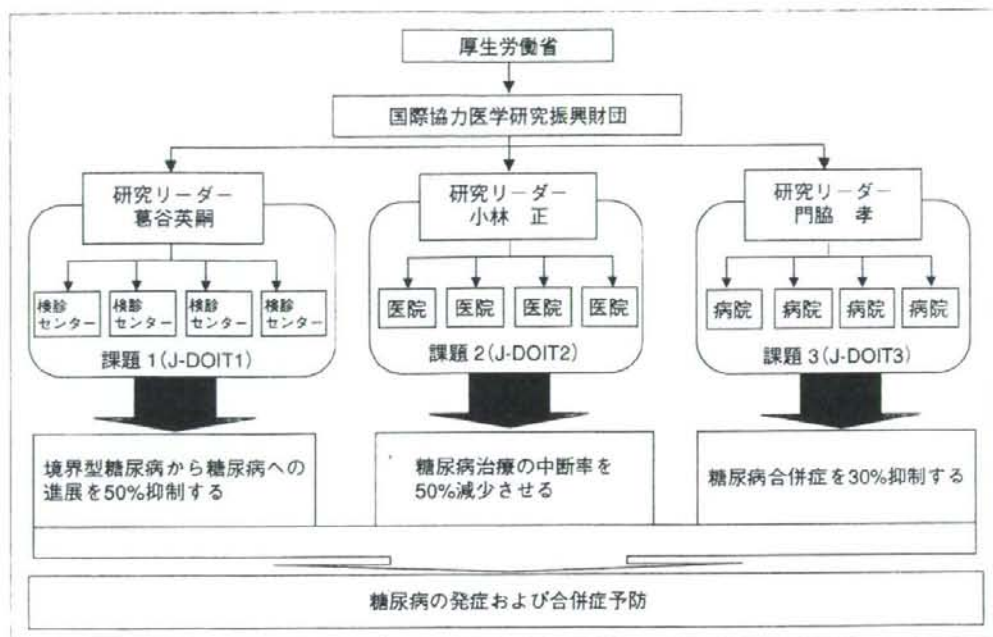 厚生労働省
国際協力医学研究振興財団
研究リーダー
葛谷英嗣
研究リーダー
小林 正
研究リーダー
門脇 孝
検診
センター
検診
センター
検診
センター
検診
センター
医院
医院
医院
医院
病院
病院
病院
病院
課題1(J-DOIT1)
課題2(J-DOIT2)
課題3(J-DOIT3)
境界型糖尿病から糖尿病への
進展を50%抑制する
糖尿病治療の中断率を
50%減少させる
糖尿病合併症を30%抑制する
糖尿病の発症および合併症予防